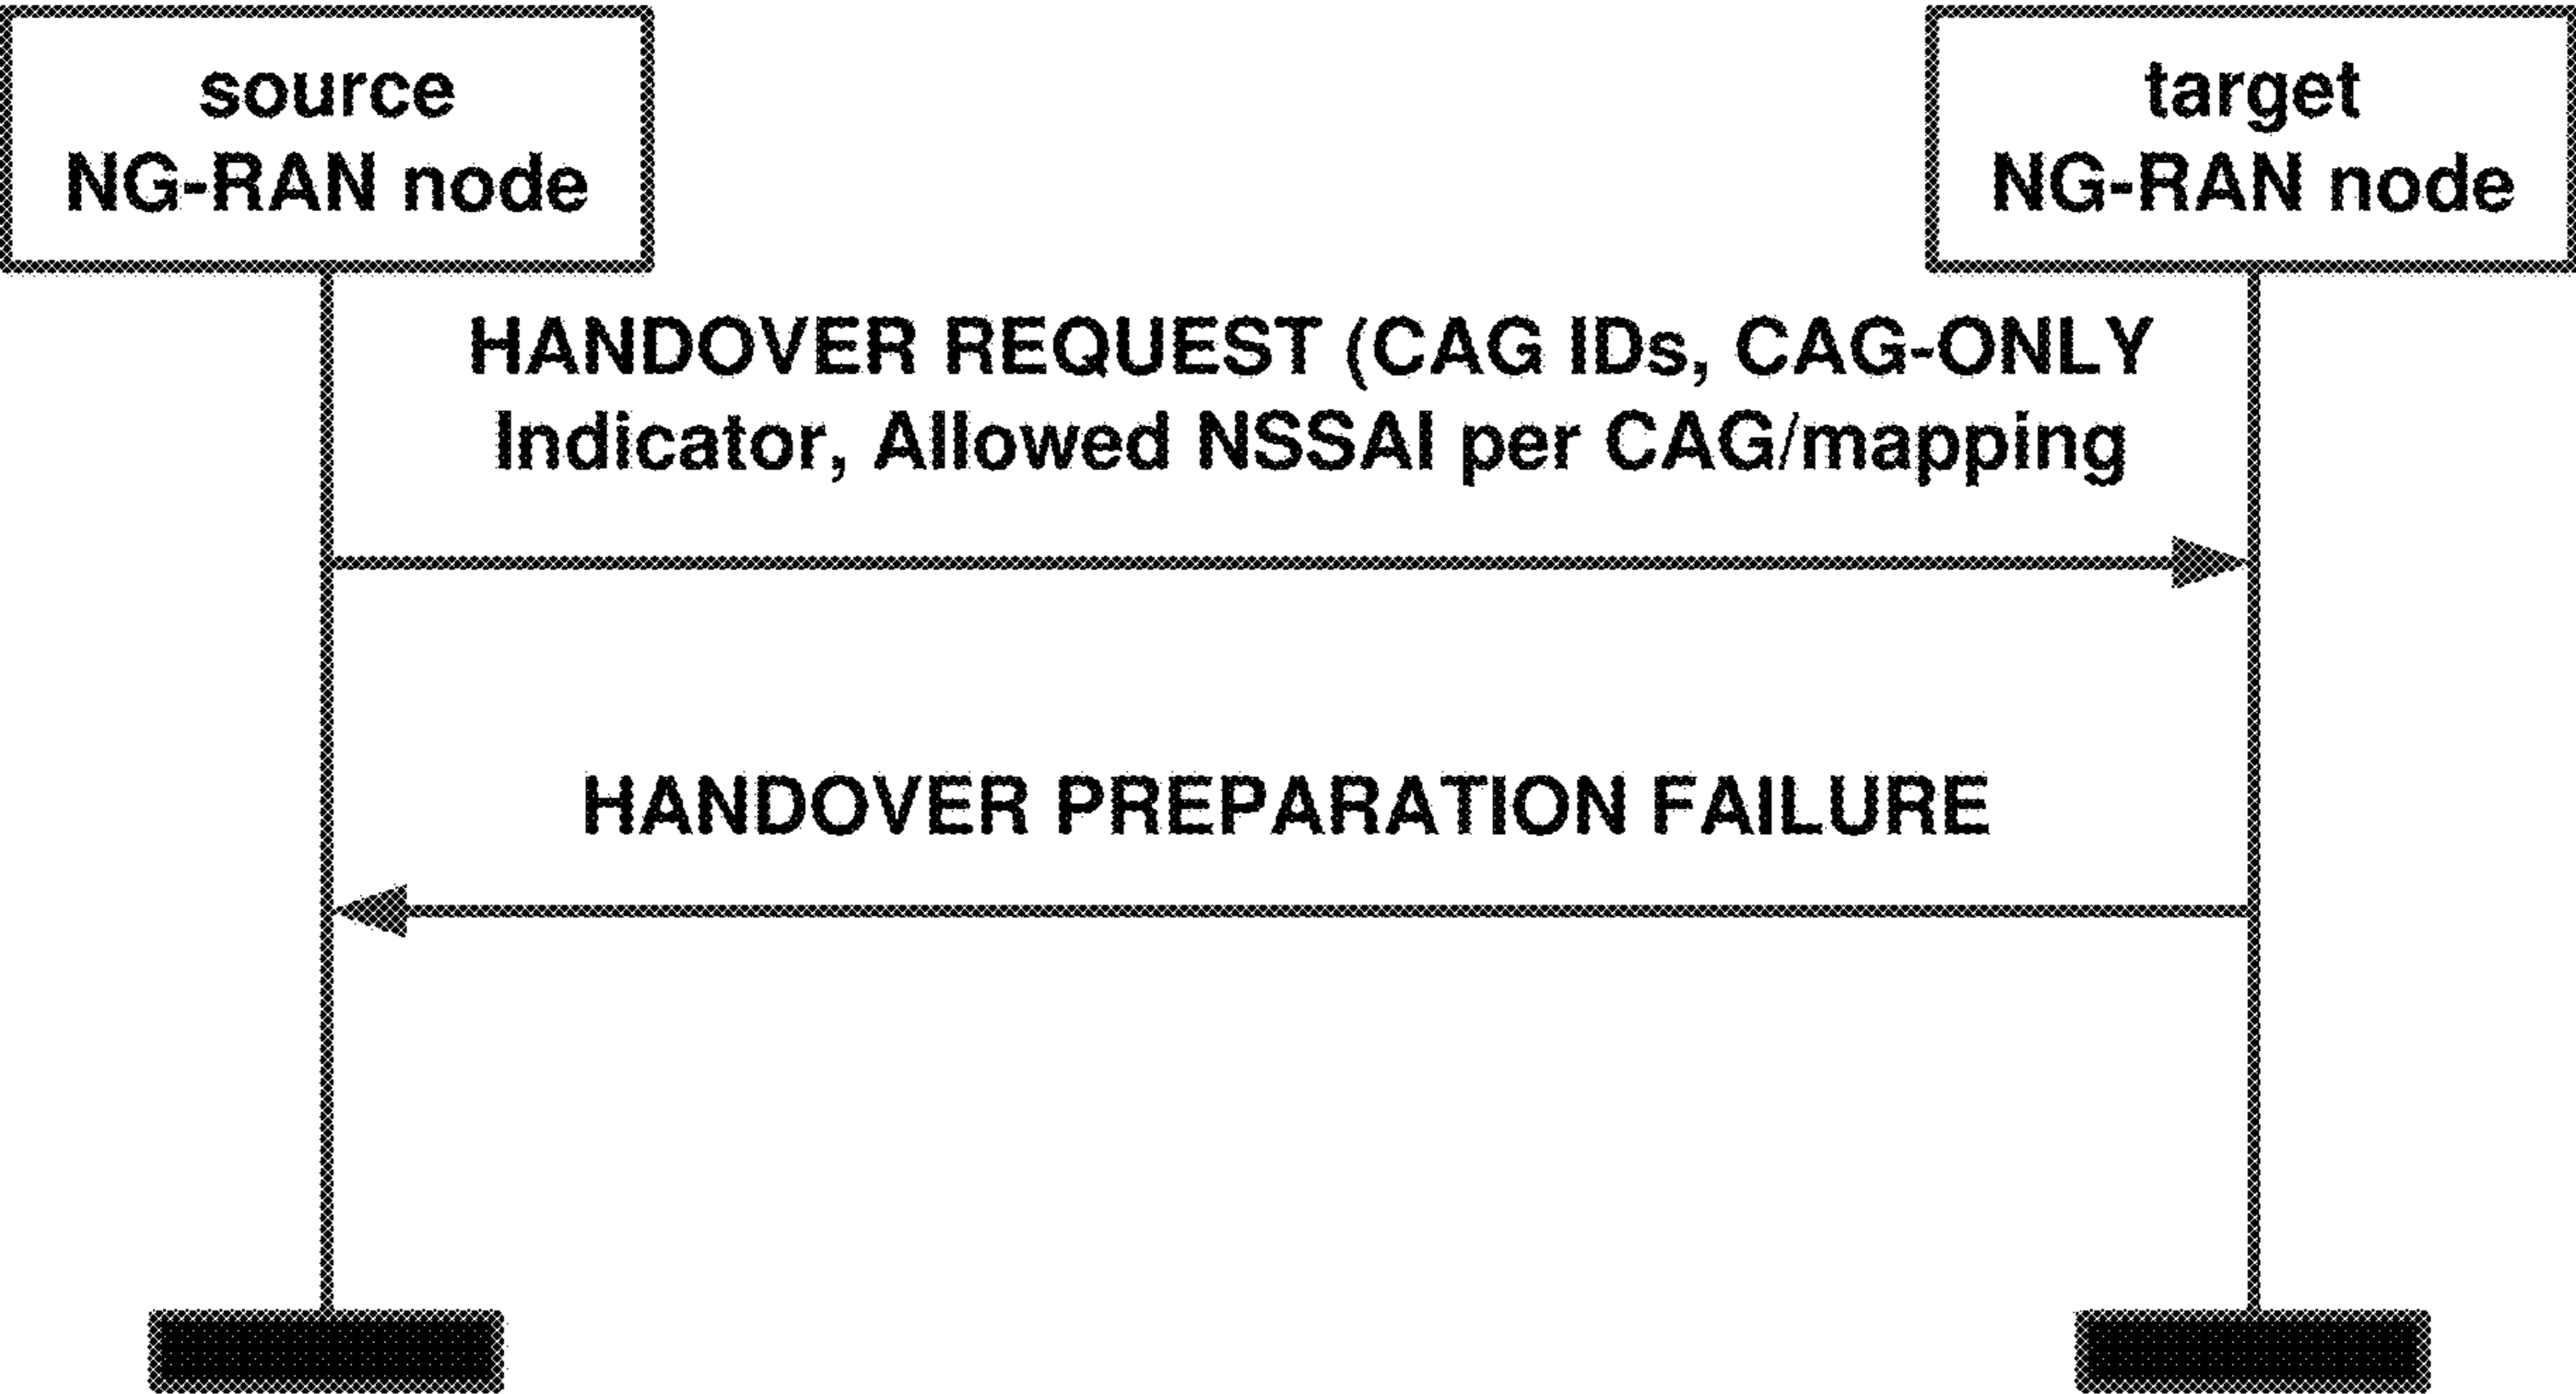 source
NG-RAN node
target
NG-RAN node
HANDOVER REQUEST (CAG IDs, CAG-ONLY
Indicator, Allowed NSSAI per CAG/mapping
HANDOVER PREPARATION FAILURE